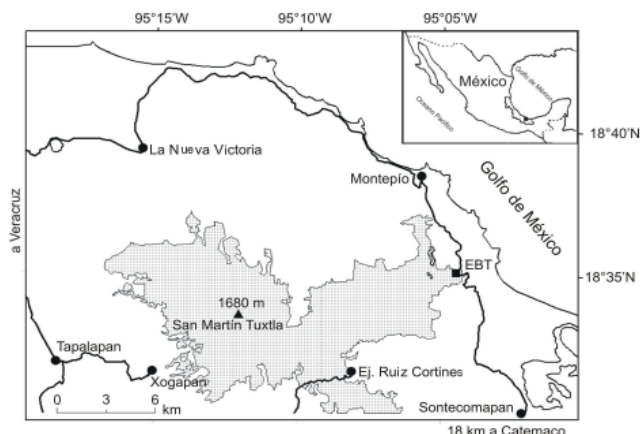 95°15'W
95°10'W
95°05'W
México
Golfo de México
Océano Pacífico
18°40'N
La Nueva Victoria
Montepío
Golfo de México
a Veracruz
EBT
18°35'N
1680 m
San Martín Tuxtla
Tapalapan
Xogapan
Ej. Ruiz Cortines
0 3 6
km
Sontecomapan
18 km a Catemaco